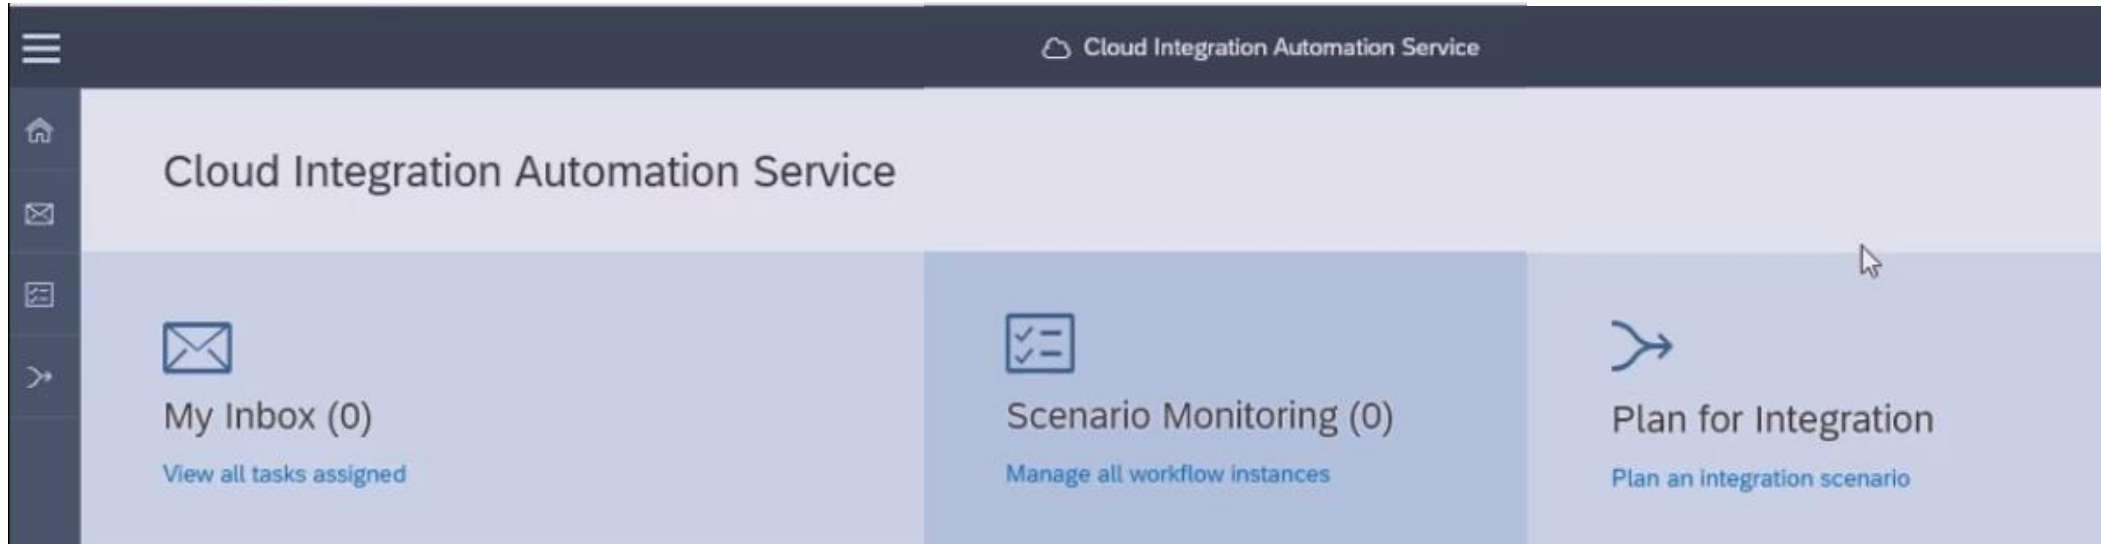 Cloud Integration Automation Service
Cloud Integration Automation Service
My Inbox (0)
View all tasks assigned
Scenario Monitoring (0)
Manage all workflow instances
Plan for Integration
Plan an integration scenario